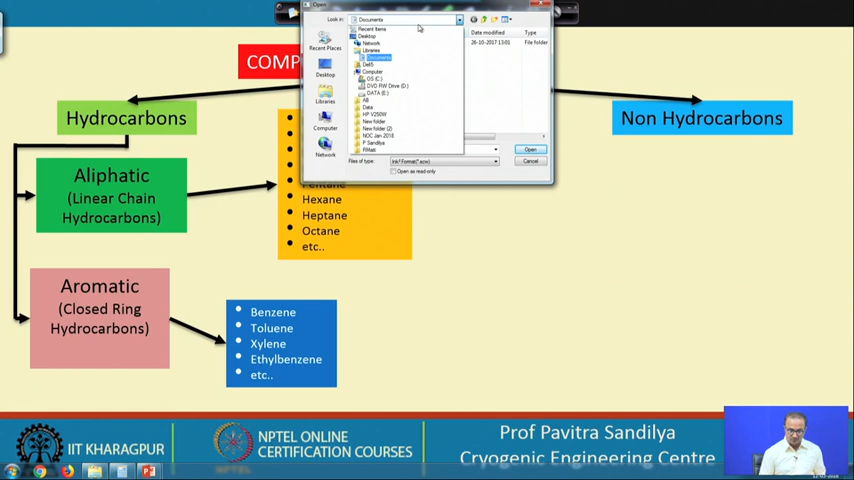 Open
Look in:
Documents
Recent Items
Desktop
Network
Libraries
Documents
Dell5
Computer
OS (C:)
DVD RW Drive (D:)
DATA (E:)
AB
Data
HP V250W
New folder
New folder (2)
NOC Jan 2018
P Sandilya
Date modified
Type
26-10-2017 13:01
File folder
Recent Places
Desktop
Libraries
Computer
Network
Open
Files of type:
Cancel
Open as read-only
Hydrocarbons
Non Hydrocarbons
Aliphatic
(Linear Chain
Hydrocarbons)
Hexane
Heptane
Octane
etc..
Aromatic
(Closed Ring
Hydrocarbons)
Benzene
Toluene
Xylene
Ethylbenzene
etc..
IIT KHARAGPUR
NPTEL ONLINE
CERTIFICATION COURSES
Prof Pavitra Sandilya
Cryogenic Engineering Centre